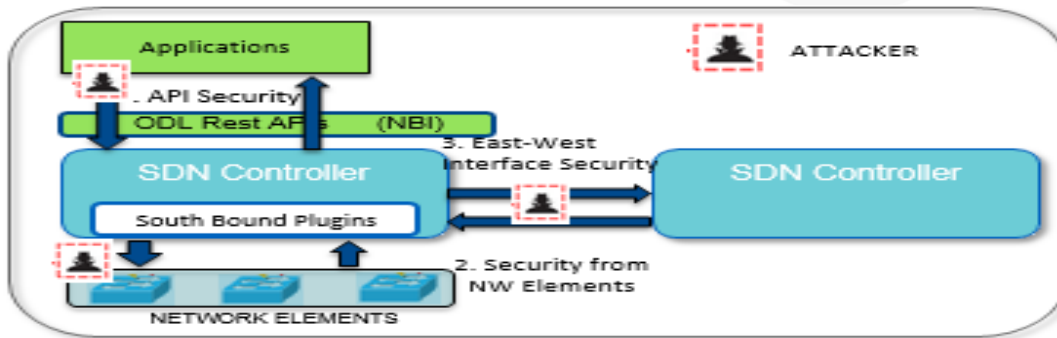 Applications
ATTACKER
. API Security
ODL Rest APIs (NBI)
3. East-West
Interface Security
SDN Controller
SDN Controller
South Bound Plugins
2. Security from
NW Elements
NETWORK ELEMENTS